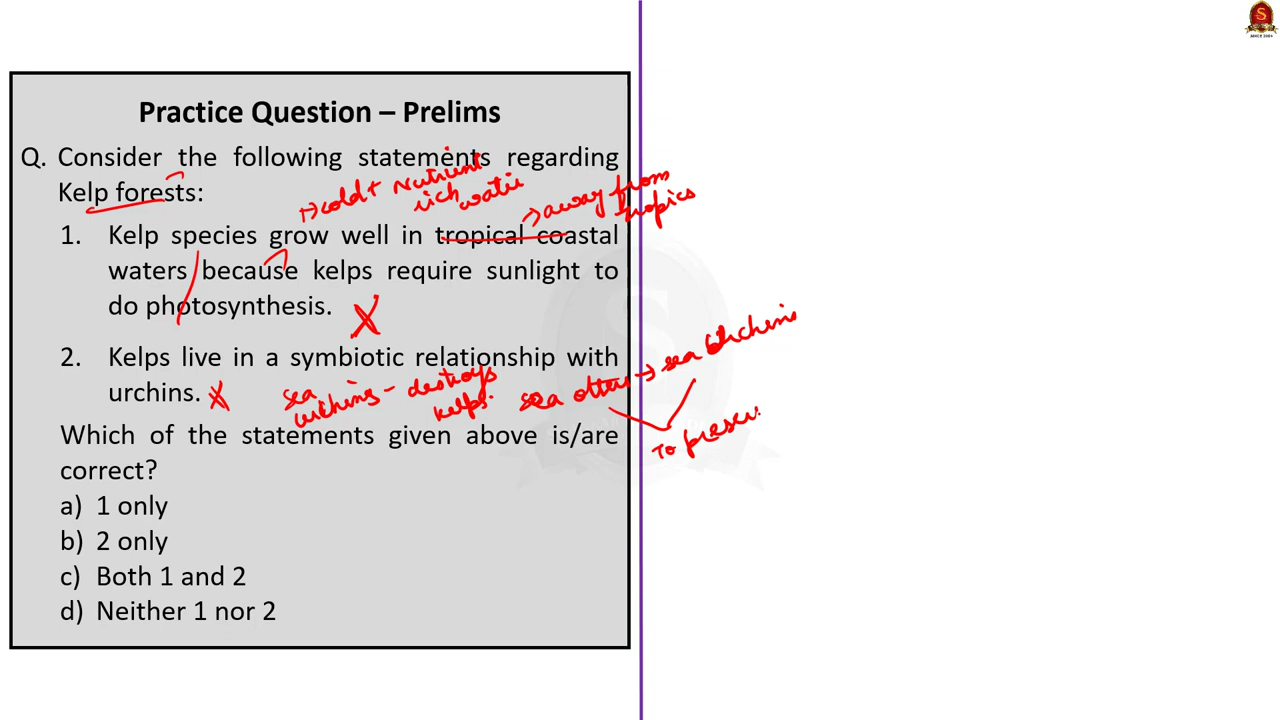 Practice Question – Prelims
Q. Consider the following statements regarding
Kelp forests:
→ cold + Nutrient
rich water
→ away from
tropics
1. Kelp species grow well in tropical coastal
waters because kelps require sunlight to
do photosynthesis. X
2. Kelps live in a symbiotic relationship with
urchins. X
sea
urchins - destroys
kelps.
sea otters → sea urchins
To preser
Which of the statements given above is/are
correct?
a) 1 only
b) 2 only
c) Both 1 and 2
d) Neither 1 nor 2
S
SINCE 2004